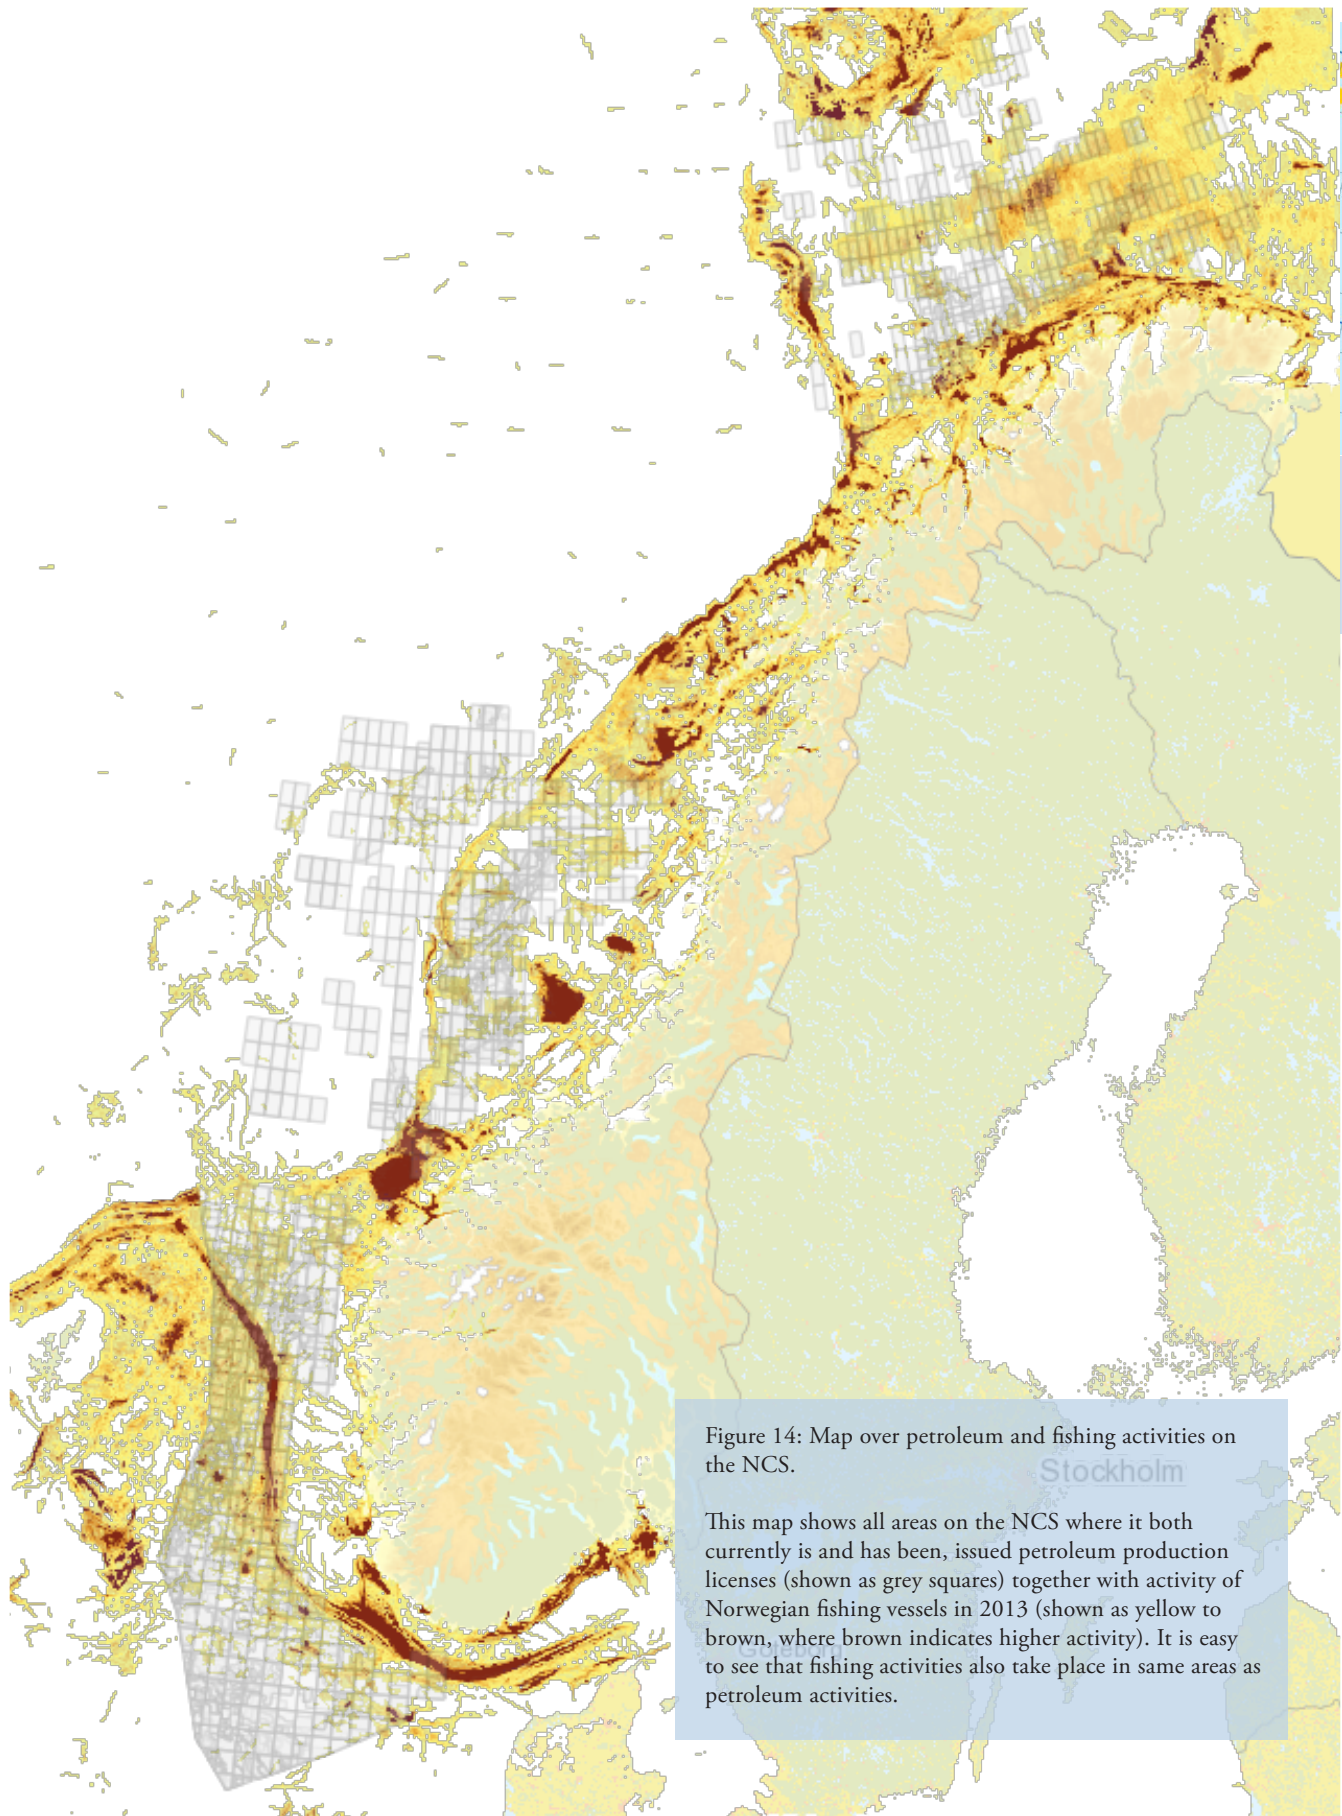 Figure 14: Map over petroleum and fishing activities on
the NCS.
Stockholm
This map shows all areas on the NCS where it both
currently is and has been, issued petroleum production
licenses (shown as grey squares) together with activity of
Norwegian fishing vessels in 2013 (shown as yellow to
brown, where brown indicates higher activity). It is easy
Göteborg
to see that fishing activities also take place in same areas as
petroleum activities.